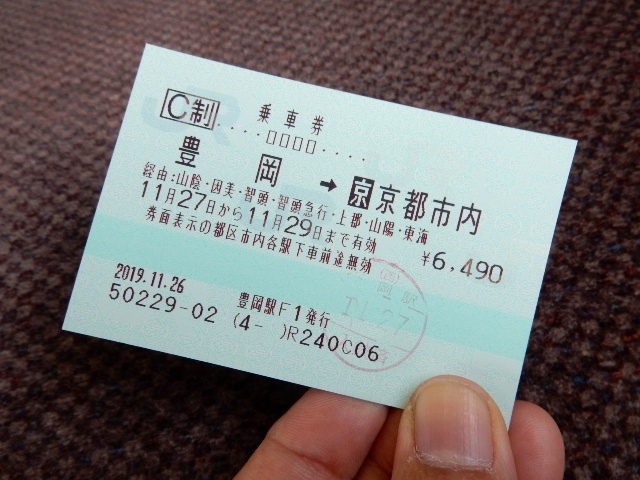 C制 乗車券
....□□□□....
豊岡 → 京 京都市内
経由:山陰・因美・智頭・智頭急行・上郡・山陽・東海
11月27日から11月29日まで有効 ¥6,490
券面表示の都区市内各駅下車前途無効
2019.11.26 豊岡駅F1発行
50229-02 (4- )R240C06
11.27